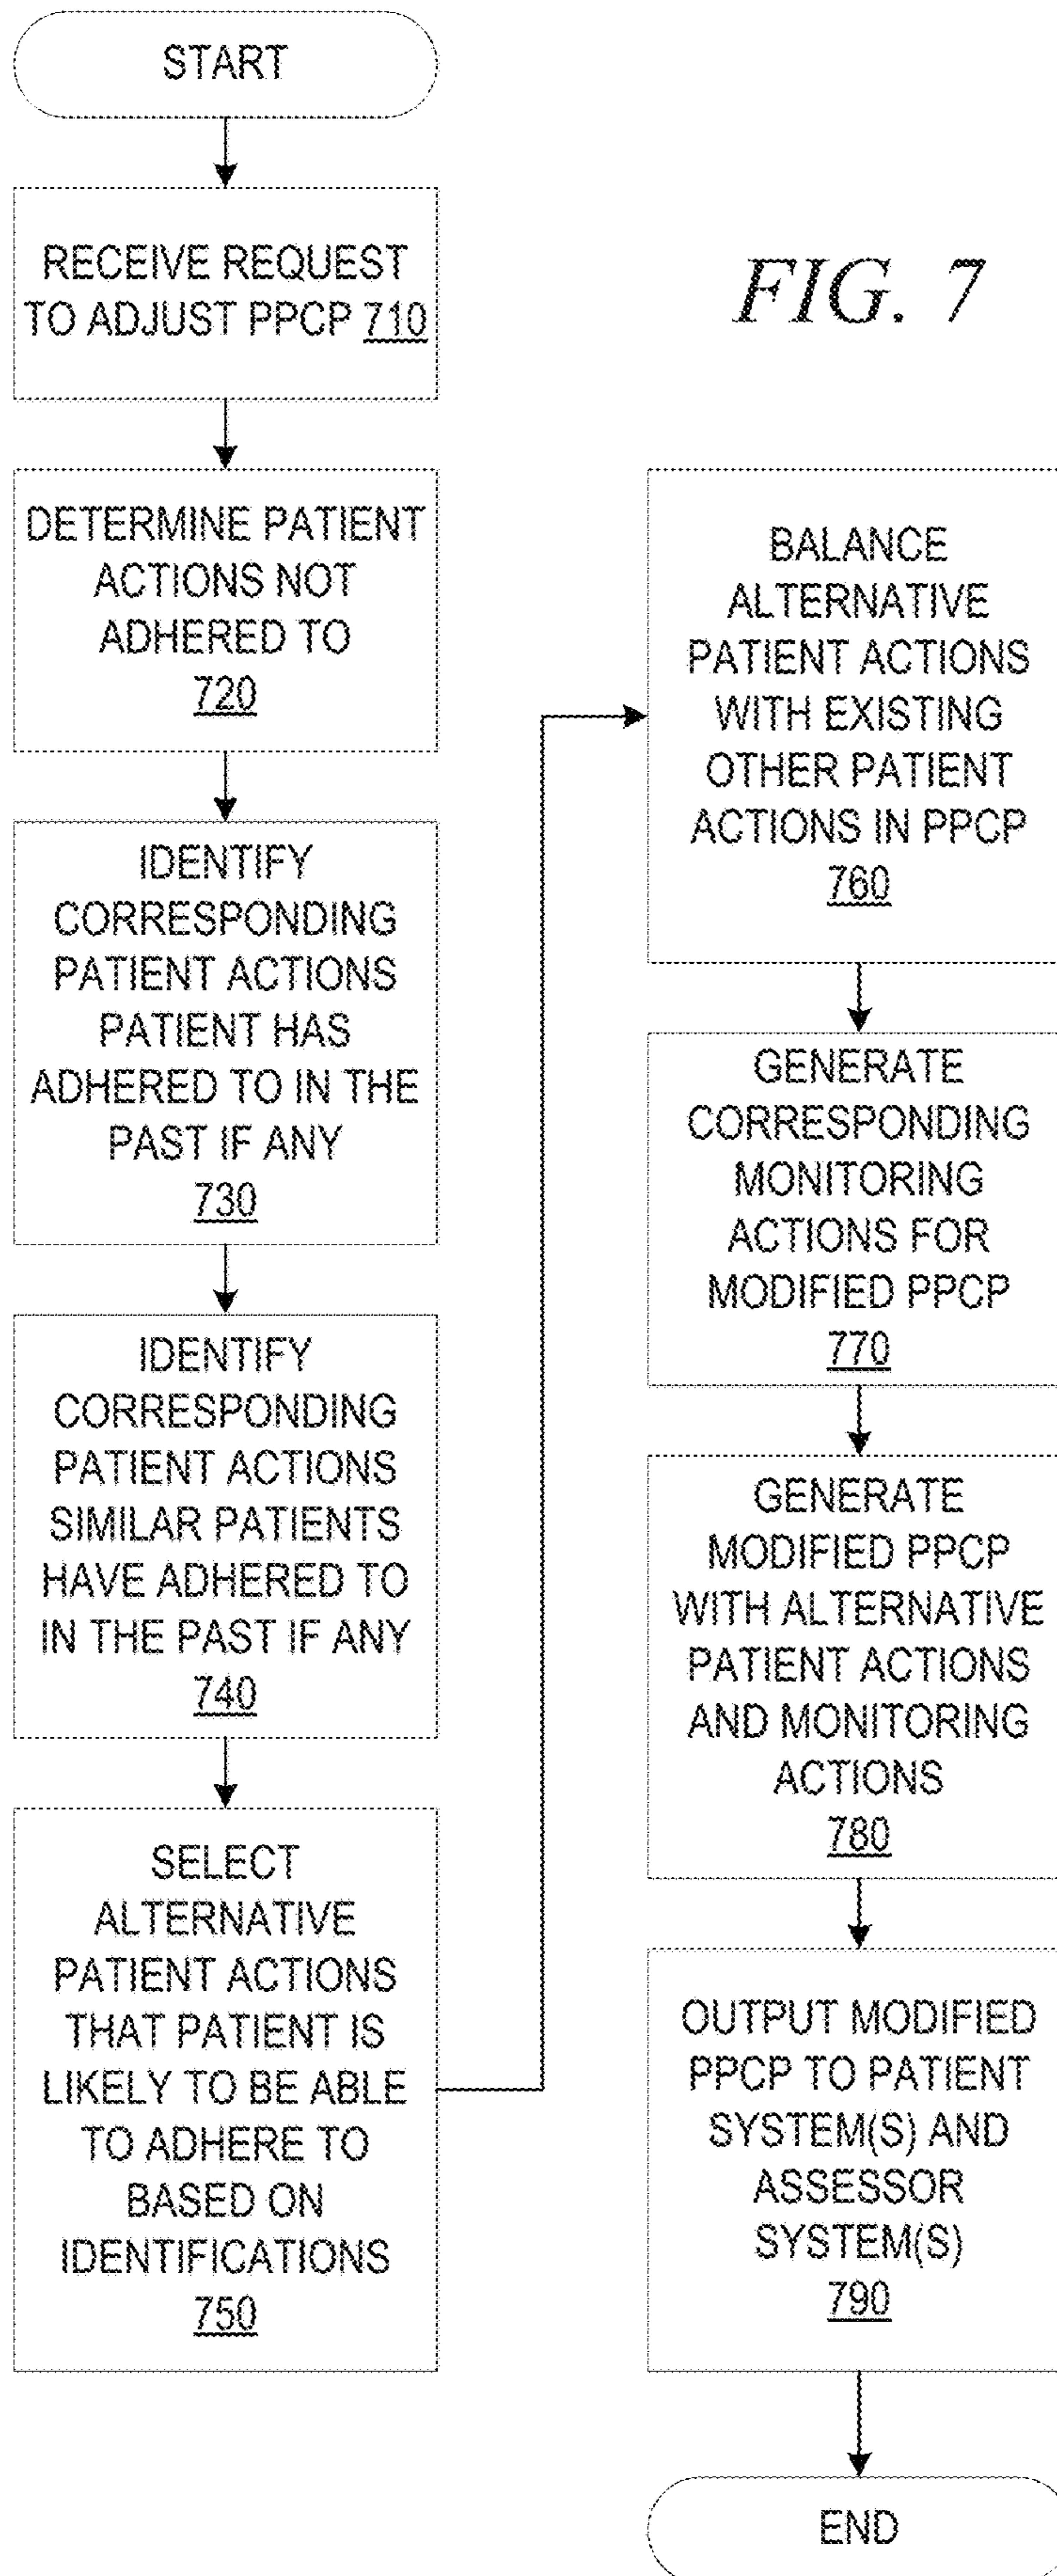 START
RECEIVE REQUEST
TO ADJUST PPCP 710
DETERMINE PATIENT
ACTIONS NOT
ADHERED TO
720
IDENTIFY
CORRESPONDING
PATIENT ACTIONS
PATIENT HAS
ADHERED TO IN THE
PAST IF ANY
730
IDENTIFY
CORRESPONDING
PATIENT ACTIONS
SIMILAR PATIENTS
HAVE ADHERED TO
IN THE PAST IF ANY
740
SELECT
ALTERNATIVE
PATIENT ACTIONS
THAT PATIENT IS
LIKELY TO BE ABLE
TO ADHERE TO
BASED ON
IDENTIFICATIONS
750
FIG. 7
BALANCE
ALTERNATIVE
PATIENT ACTIONS
WITH EXISTING
OTHER PATIENT
ACTIONS IN PPCP
760
GENERATE
CORRESPONDING
MONITORING
ACTIONS FOR
MODIFIED PPCP
770
GENERATE
MODIFIED PPCP
WITH ALTERNATIVE
PATIENT ACTIONS
AND MONITORING
ACTIONS
780
OUTPUT MODIFIED
PPCP TO PATIENT
SYSTEM(S) AND
ASSESSOR
SYSTEM(S)
790
END